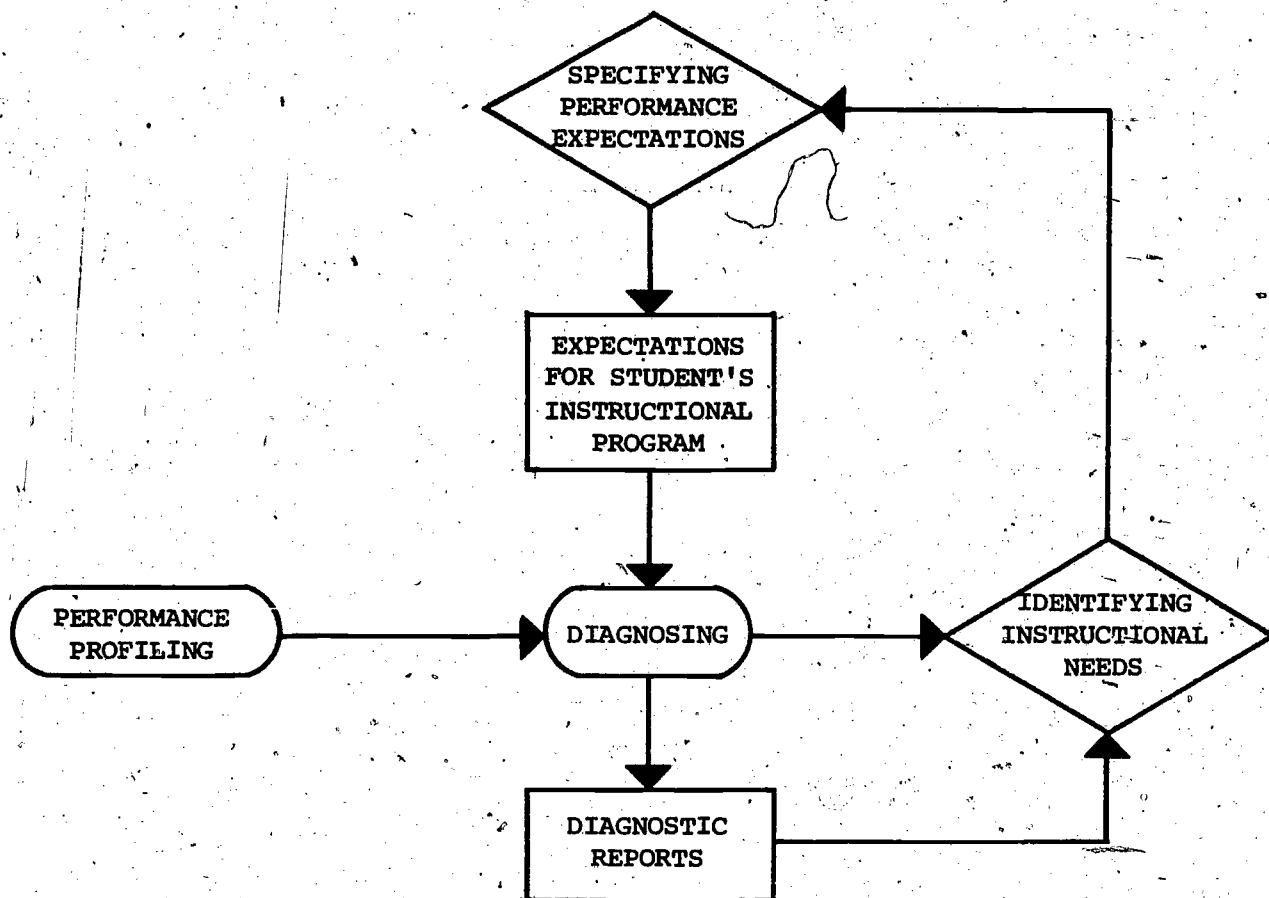 SPECIFYING
PERFORMANCE
EXPECTATIONS
EXPECTATIONS
FOR STUDENT'S
INSTRUCTIONAL
PROGRAM
PERFORMANCE
PROFILING
DIAGNOSING
IDENTIFYING
INSTRUCTIONAL
NEEDS
DIAGNOSTIC
REPORTS